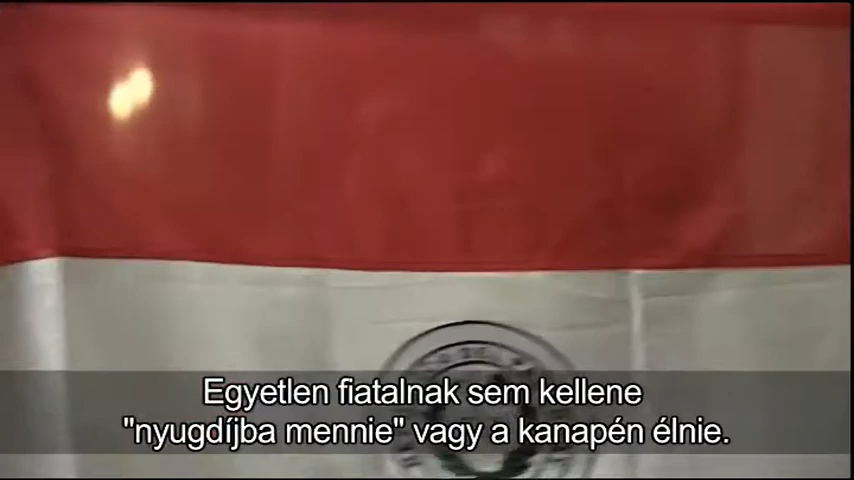 Egyetlen fiatalnak sem kellene
"nyugdíjba mennie" vagy a kanapén élnie.